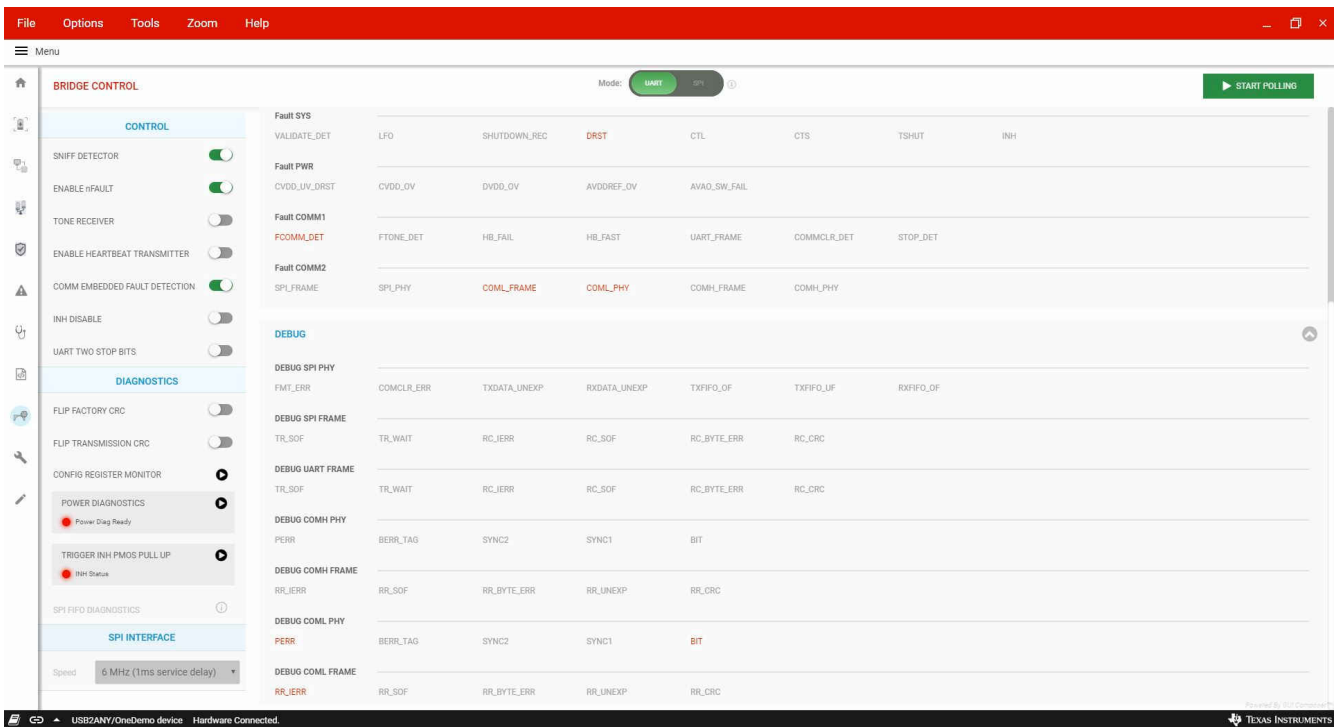 File Options Tools Zoom Help
Menu
BRIDGE CONTROL
Mode: UART SPI
START POLLING
CONTROL
SNIFF DETECTOR
ENABLE nFAULT
TONE RECEIVER
ENABLE HEARTBEAT TRANSMITTER
COMM EMBEDDED FAULT DETECTION
INH DISABLE
UART TWO STOP BITS
DIAGNOSTICS
FLIP FACTORY CRC
FLIP TRANSMISSION CRC
CONFIG REGISTER MONITOR
POWER DIAGNOSTICS
Power Diag Ready
TRIGGER INH PMOS PULL UP
INH Status
SPI FIFO DIAGNOSTICS
SPI INTERFACE
Speed 6 MHz (1ms service delay)
Fault SYS
VALIDATE_DET LFO SHUTDOWN_REC DRST CTL CTS TSHUT INH
Fault PWR
CVDD_UV_DRST CVDD_OV DVDD_OV AVDDREF_OV AVAO_SW_FAIL
Fault COMM1
FCOMM_DET FTONE_DET HB_FAIL HB_FAST UART_FRAME COMMCLR_DET STOP_DET
Fault COMM2
SPI_FRAME SPI_PHY COML_FRAME COML_PHY COMH_FRAME COMH_PHY
DEBUG
DEBUG SPI PHY
FMT_ERR COMCLR_ERR TXDATA_UNEXP RXDATA_UNEXP TXFIFO_OF TXFIFO_UF RXFIFO_OF
DEBUG SPI FRAME
TR_SOF TR_WAIT RC_IERR RC_SOF RC_BYTE_ERR RC_CRC
DEBUG UART FRAME
TR_SOF TR_WAIT RC_IERR RC_SOF RC_BYTE_ERR RC_CRC
DEBUG COMH PHY
PERR BERR_TAG SYNC2 SYNC1 BIT
DEBUG COMH FRAME
RR_IERR RR_SOF RR_BYTE_ERR RR_UNEXP RR_CRC
DEBUG COML PHY
PERR BERR_TAG SYNC2 SYNC1 BIT
DEBUG COML FRAME
RR_IERR RR_SOF RR_BYTE_ERR RR_UNEXP RR_CRC
Powered By GUI Composer™
USB2ANY/OneDemo device Hardware Connected.
TEXAS INSTRUMENTS